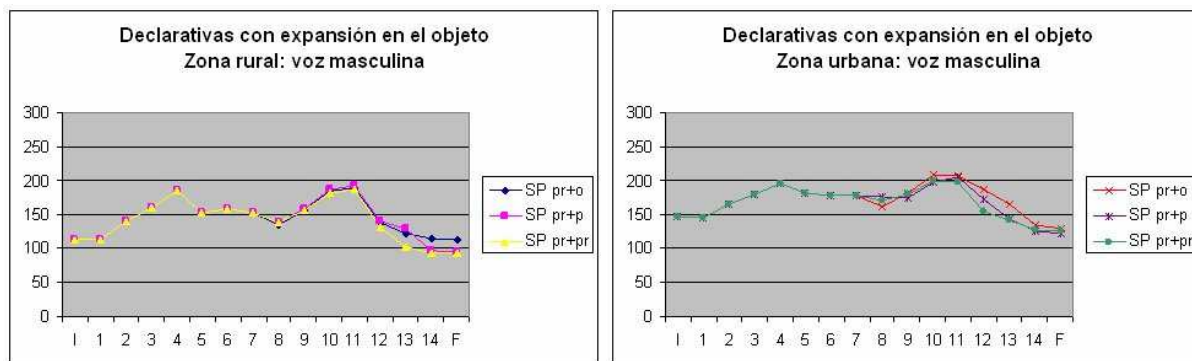 Declarativas con expansión en el objeto
Zona rural: voz masculina
300
250
200
150
100
50
0
I 1 2 3 4 5 6 7 8 9 10 11 12 13 14 F
SP pr+o
SP pr+p
SP pr+pr
Declarativas con expansión en el objeto
Zona urbana: voz masculina
300
250
200
150
100
50
0
I 1 2 3 4 5 6 7 8 9 10 11 12 13 14 F
SP pr+o
SP pr+p
SP pr+pr